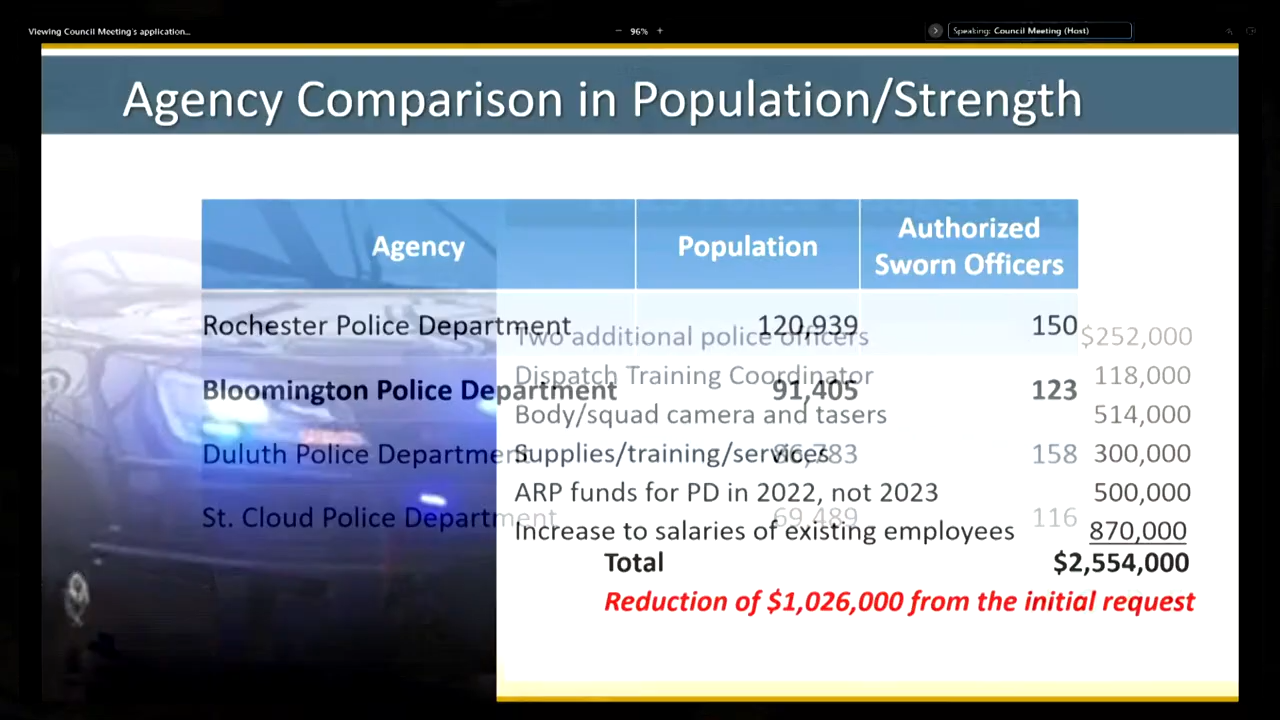 Viewing Council Meeting's application...
96%
Speaking: Council Meeting (Host)
Agency Comparison in Population/Strength
Agency Population Authorized Sworn Officers
Rochester Police Department 120,939 150
Bloomington Police Department 91,405 123
Duluth Police Department 86,783 158
St. Cloud Police Department 69,489 116
Two additional police officers $252,000
Dispatch Training Coordinator 118,000
Body/squad camera and tasers 514,000
Supplies/training/services 300,000
ARP funds for PD in 2022, not 2023 500,000
Increase to salaries of existing employees 870,000
Total $2,554,000
Reduction of $1,026,000 from the initial request